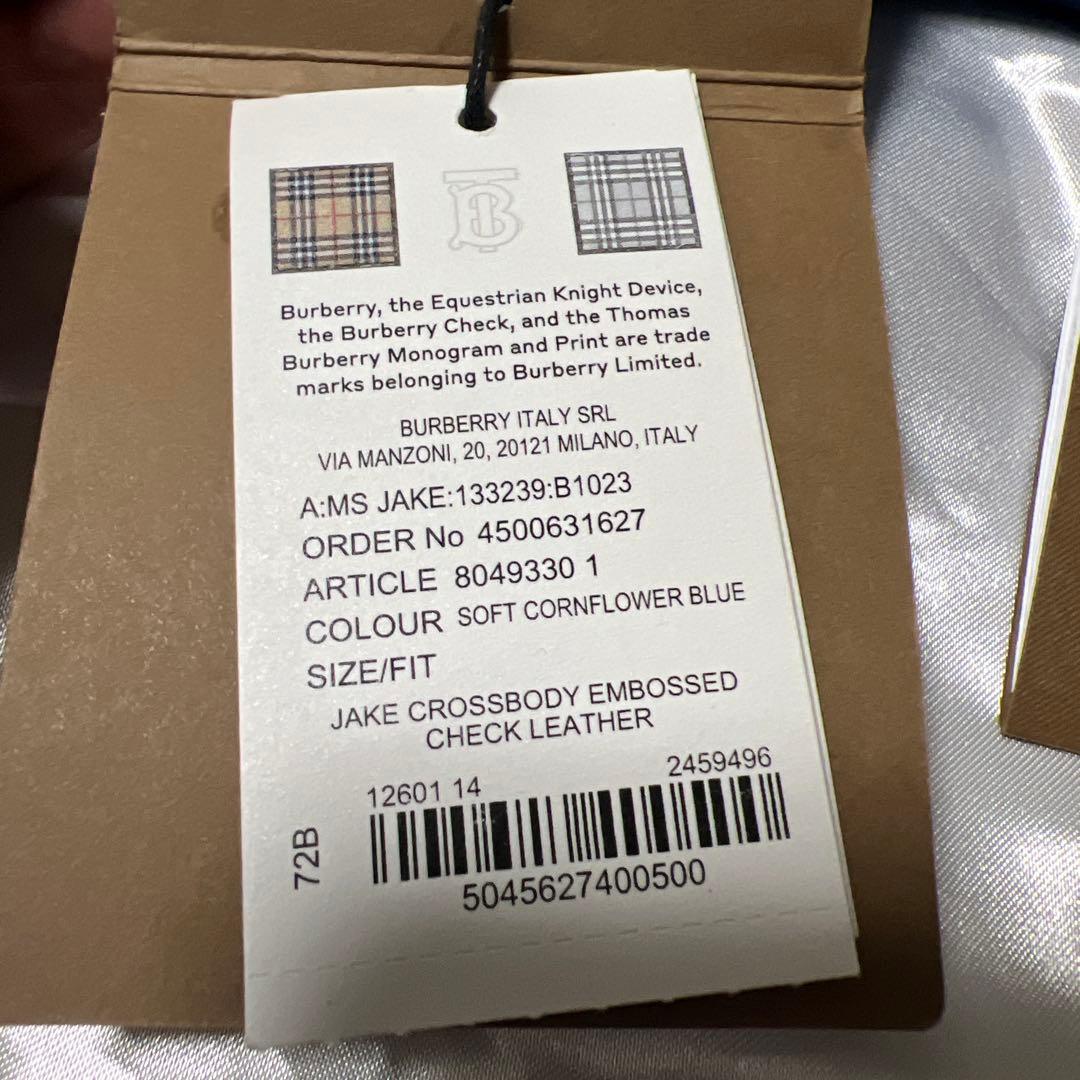 Burberry, the Equestrian Knight Device,
the Burberry Check, and the Thomas
Burberry Monogram and Print are trade
marks belonging to Burberry Limited.
BURBERRY ITALY SRL
VIA MANZONI, 20, 20121 MILANO, ITALY
A:MS JAKE:133239:B1023
ORDER No 4500631627
ARTICLE 8049330 1
COLOUR SOFT CORNFLOWER BLUE
SIZE/FIT
JAKE CROSSBODY EMBOSSED
CHECK LEATHER
12601 14 2459496
72B
5045627400500